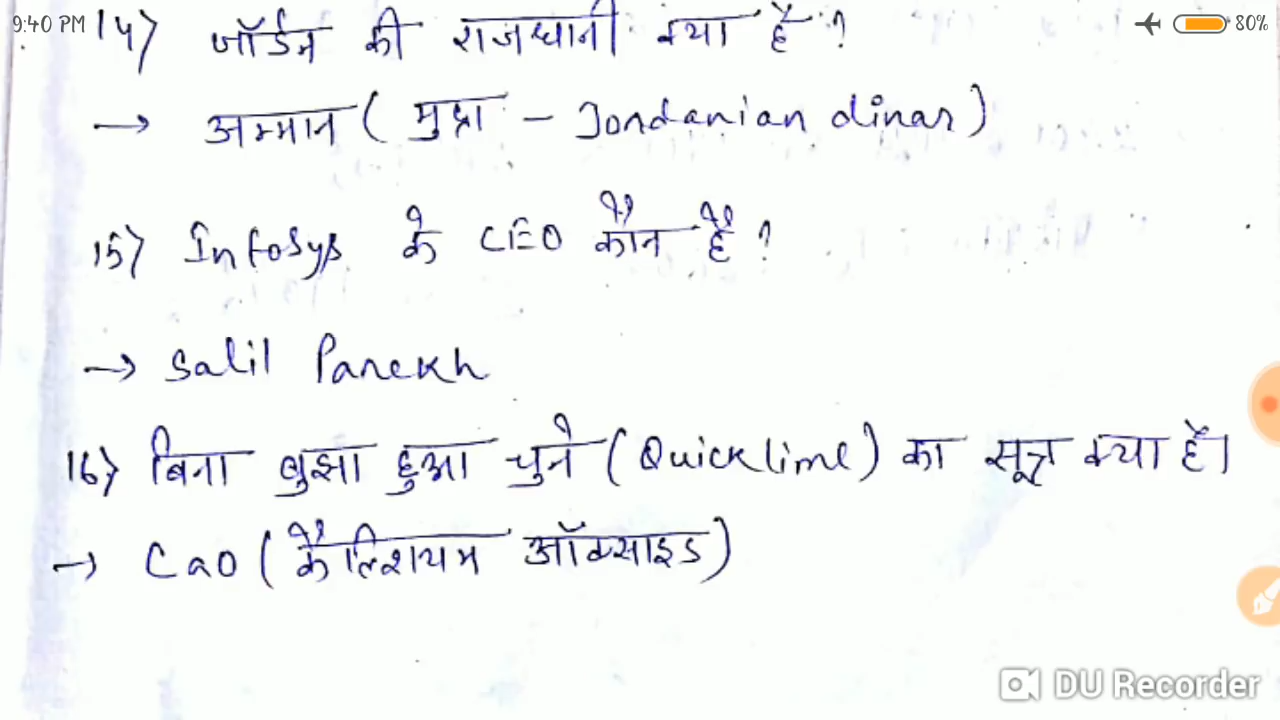 9:40 PM
80%
14) जॉर्डन की राजधानी क्या है ?
→ अम्मान ( मुद्रा - Jordanian dinar )
15) Infosys के CEO कौन है ?
→ Salil Parekh
16) बिना बुझा हुआ चुने ( Quicklime ) का सूत्र क्या है।
→ CaO ( कैल्शियम ऑक्साइड )
DU Recorder